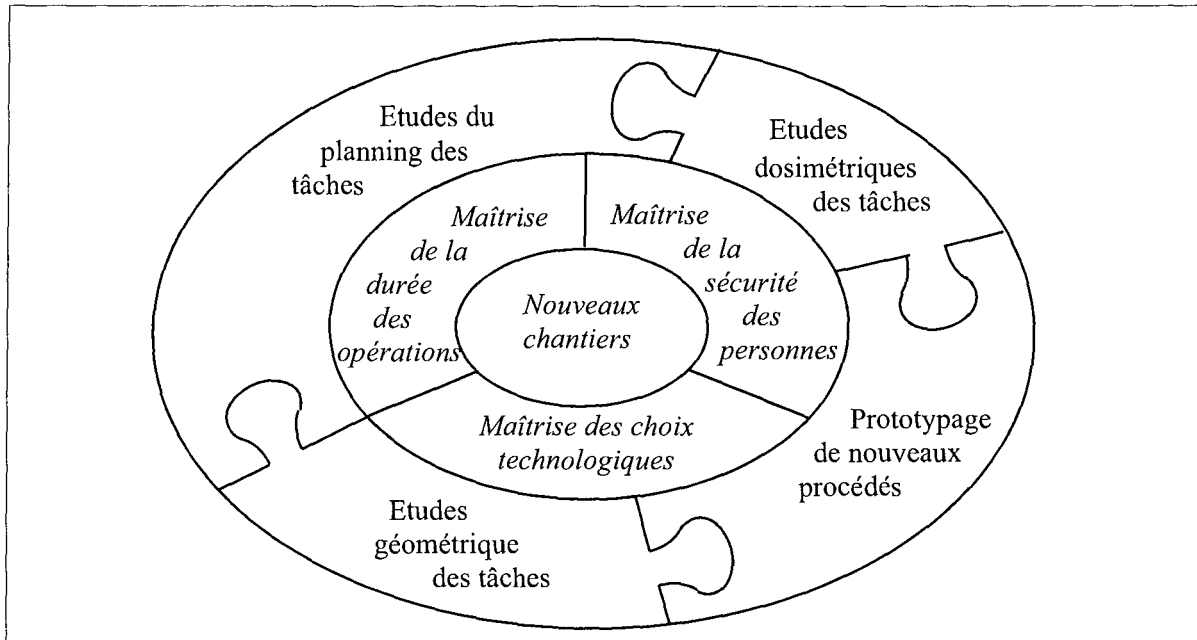 Etudes du
planning des
tâches
Etudes
dosimétriques
des tâches
Maîtrise
de la
durée
des
opérations
Maîtrise
de la
sécurité
des
personnes
Nouveaux
chantiers
Maîtrise des choix
technologiques
Prototypage
de nouveaux
procédés
Etudes
géométrique
des tâches